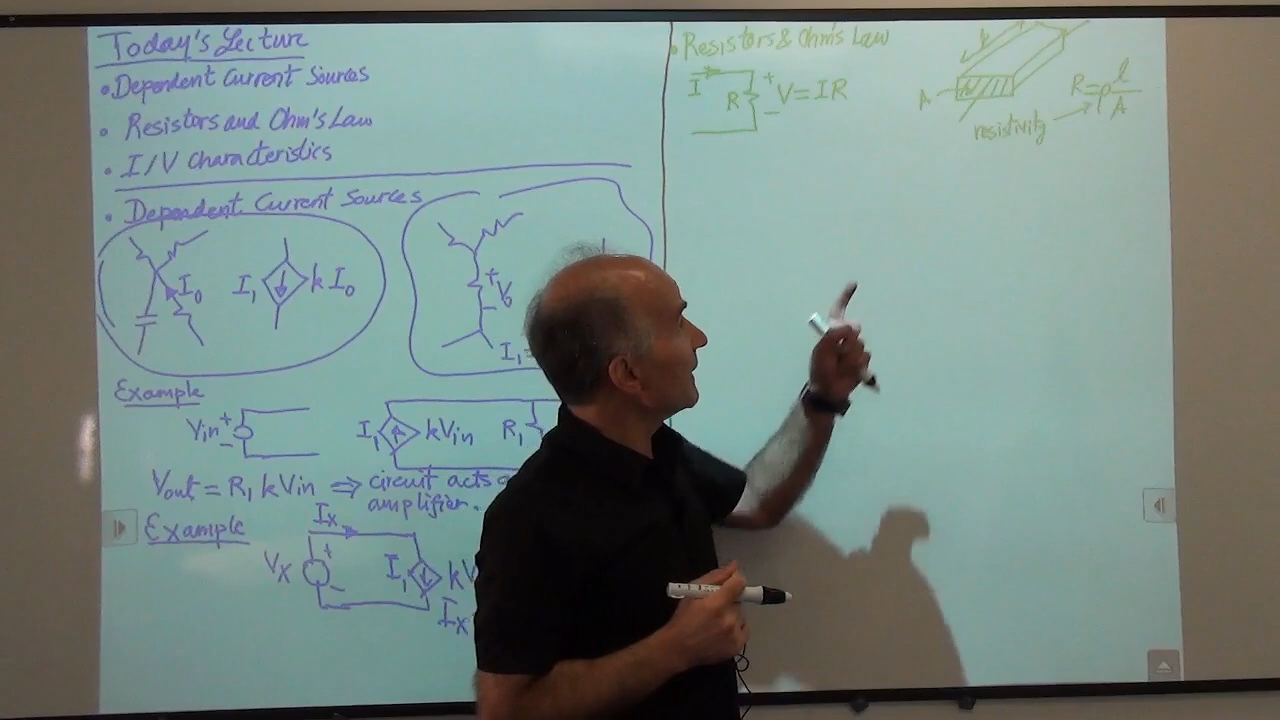 Today's Lecture
• Dependent Current Sources
• Resistors and Ohm's Law
• I/V Characteristics
• Dependent Current Sources
I₀ I₁ k I₀
+ V₀ −
I₁
Example
Vin + − I₁ kVin R₁
Vout = R₁ kVin ⇒ circuit acts
amplifier.
Example
Ix
Vx + − I₁ kV
Ix
• Resistors & Ohm's Law
I R + − V = IR
A R = ρ l/A
resistivity